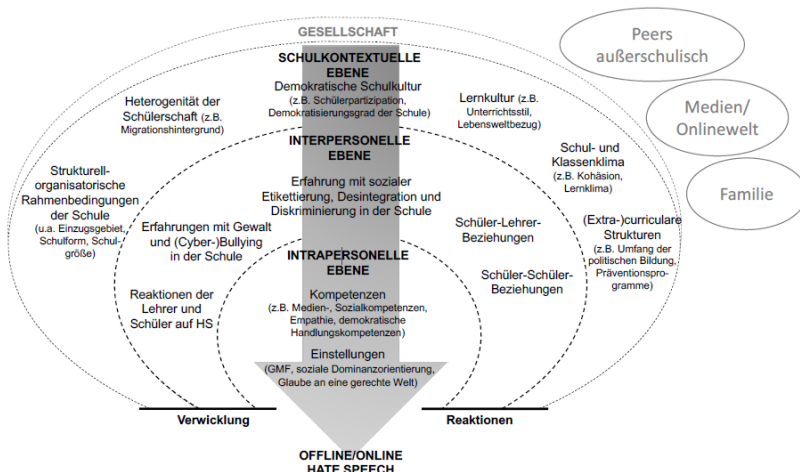 GESELLSCHAFT
SCHULKONTEXTUELLE
EBENE
Demokratische Schulkultur
(z.B. Schülerpartizipation,
Demokratisierungsgrad der Schule)
Heterogenität der
Schülerschaft (z.B.
Migrationshintergrund)
Lernkultur (z.B.
Unterrichtsstil,
Lebensweltbezug)
Strukturell-
organisatorische
Rahmenbedingungen
der Schule
(u.a. Einzugsgebiet,
Schulform, Schul-
größe)
Schul- und
Klassenklima
(z.B. Kohäsion,
Lernklima)
(Extra-)curriculare
Strukturen
(z.B. Umfang der
politischen Bildung,
Präventionspro-
gramme)
INTERPERSONELLE
EBENE
Erfahrung mit sozialer
Etikettierung, Desintegration und
Diskriminierung in der Schule
Erfahrungen mit Gewalt
und (Cyber-)Bullying
in der Schule
Reaktionen der
Lehrer und
Schüler auf HS
Schüler-Lehrer-
Beziehungen
Schüler-Schüler-
Beziehungen
INTRAPERSONELLE
EBENE
Kompetenzen
(z.B. Medien-, Sozialkompetenzen,
Empathie, demokratische
Handlungskompetenzen)
Einstellungen
(GMF, soziale Dominanzorientierung,
Glaube an eine gerechte Welt)
Verwicklung
Reaktionen
OFFLINE/ONLINE
HATE SPEECH
Peers
außerschulisch
Medien/
Onlinewelt
Familie